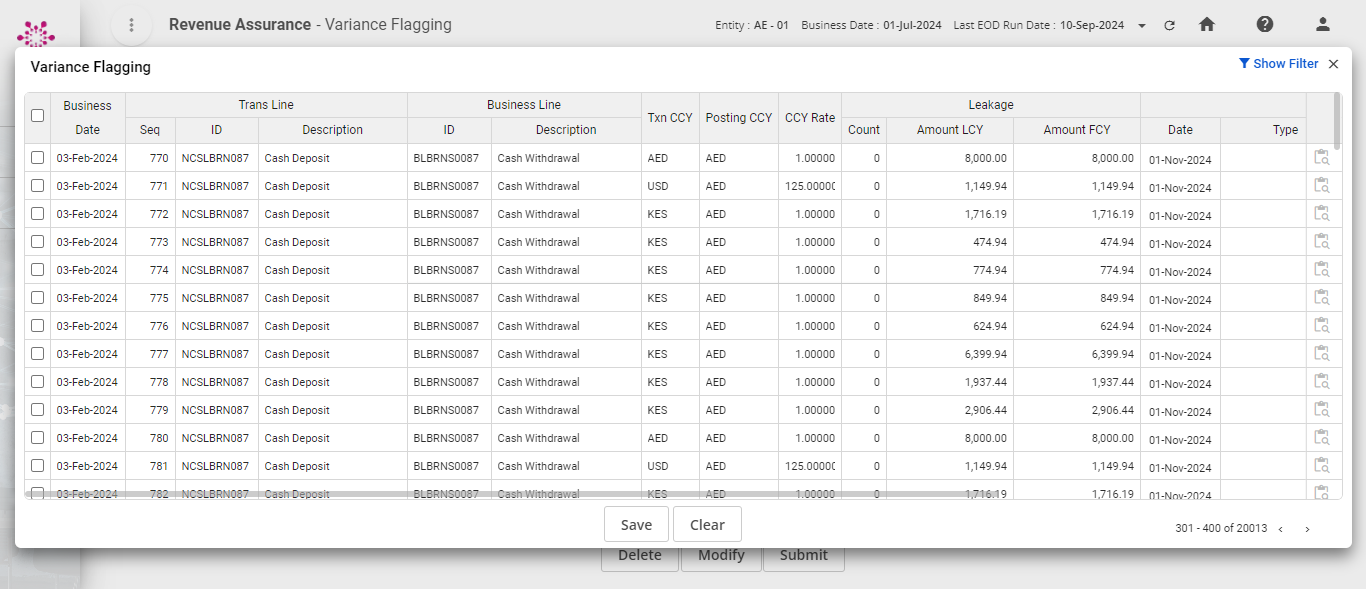 Revenue Assurance - Variance Flagging
Entity : AE - 01 Business Date : 01-Jul-2024 Last EOD Run Date : 10-Sep-2024
Variance Flagging
Show Filter
Business Date Trans Line Business Line Txn CCY Posting CCY CCY Rate Leakage
Seq ID Description ID Description Count Amount LCY Amount FCY Date Type
03-Feb-2024 770 NCSLBRN087 Cash Deposit BLBRNS0087 Cash Withdrawal AED AED 1.00000 0 8,000.00 8,000.00 01-Nov-2024
03-Feb-2024 771 NCSLBRN087 Cash Deposit BLBRNS0087 Cash Withdrawal USD AED 125.0000 0 1,149.94 1,149.94 01-Nov-2024
03-Feb-2024 772 NCSLBRN087 Cash Deposit BLBRNS0087 Cash Withdrawal KES AED 1.00000 0 1,716.19 1,716.19 01-Nov-2024
03-Feb-2024 773 NCSLBRN087 Cash Deposit BLBRNS0087 Cash Withdrawal KES AED 1.00000 0 474.94 474.94 01-Nov-2024
03-Feb-2024 774 NCSLBRN087 Cash Deposit BLBRNS0087 Cash Withdrawal KES AED 1.00000 0 774.94 774.94 01-Nov-2024
03-Feb-2024 775 NCSLBRN087 Cash Deposit BLBRNS0087 Cash Withdrawal KES AED 1.00000 0 849.94 849.94 01-Nov-2024
03-Feb-2024 776 NCSLBRN087 Cash Deposit BLBRNS0087 Cash Withdrawal KES AED 1.00000 0 624.94 624.94 01-Nov-2024
03-Feb-2024 777 NCSLBRN087 Cash Deposit BLBRNS0087 Cash Withdrawal KES AED 1.00000 0 6,399.94 6,399.94 01-Nov-2024
03-Feb-2024 778 NCSLBRN087 Cash Deposit BLBRNS0087 Cash Withdrawal KES AED 1.00000 0 1,937.44 1,937.44 01-Nov-2024
03-Feb-2024 779 NCSLBRN087 Cash Deposit BLBRNS0087 Cash Withdrawal KES AED 1.00000 0 2,906.44 2,906.44 01-Nov-2024
03-Feb-2024 780 NCSLBRN087 Cash Deposit BLBRNS0087 Cash Withdrawal AED AED 1.00000 0 8,000.00 8,000.00 01-Nov-2024
03-Feb-2024 781 NCSLBRN087 Cash Deposit BLBRNS0087 Cash Withdrawal USD AED 125.0000 0 1,149.94 1,149.94 01-Nov-2024
03-Feb-2024 782 NCSLBRN087 Cash Deposit BLBRNS0087 Cash Withdrawal KES AED 1.00000 0 1,716.19 1,716.19 01-Nov-2024
Save Clear
301 - 400 of 20013
Delete Modify Submit